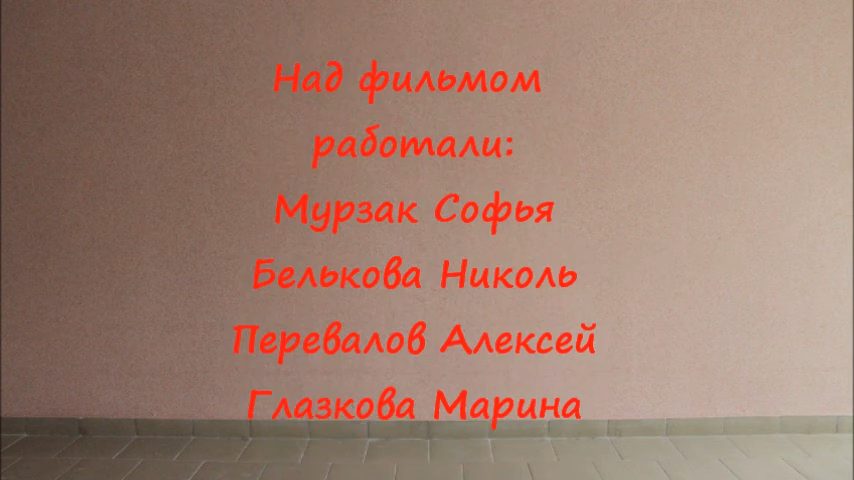 Над фильмом
работали:
Мурзак Софья
Белькова Николь
Перевалов Алексей
Глазкова Марина